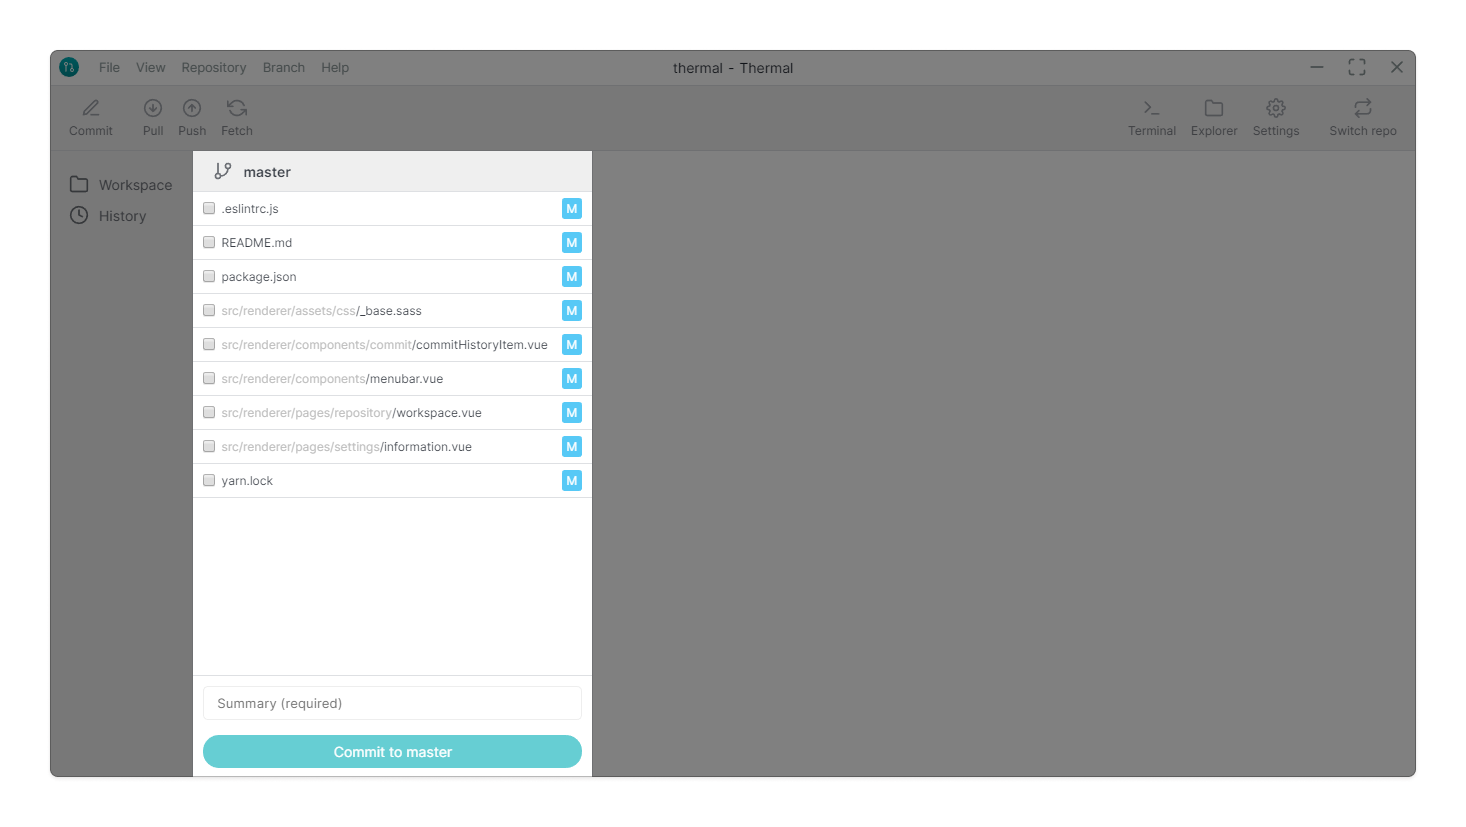 File View Repository Branch Help thermal - Thermal
Commit Pull Push Fetch Terminal Explorer Settings Switch repo
Workspace
History
master
.eslintrc.js M
README.md M
package.json M
src/renderer/assets/css/_base.sass M
src/renderer/components/commit/commitHistoryItem.vue M
src/renderer/components/menubar.vue M
src/renderer/pages/repository/workspace.vue M
src/renderer/pages/settings/information.vue M
yarn.lock M
Summary (required)
Commit to master